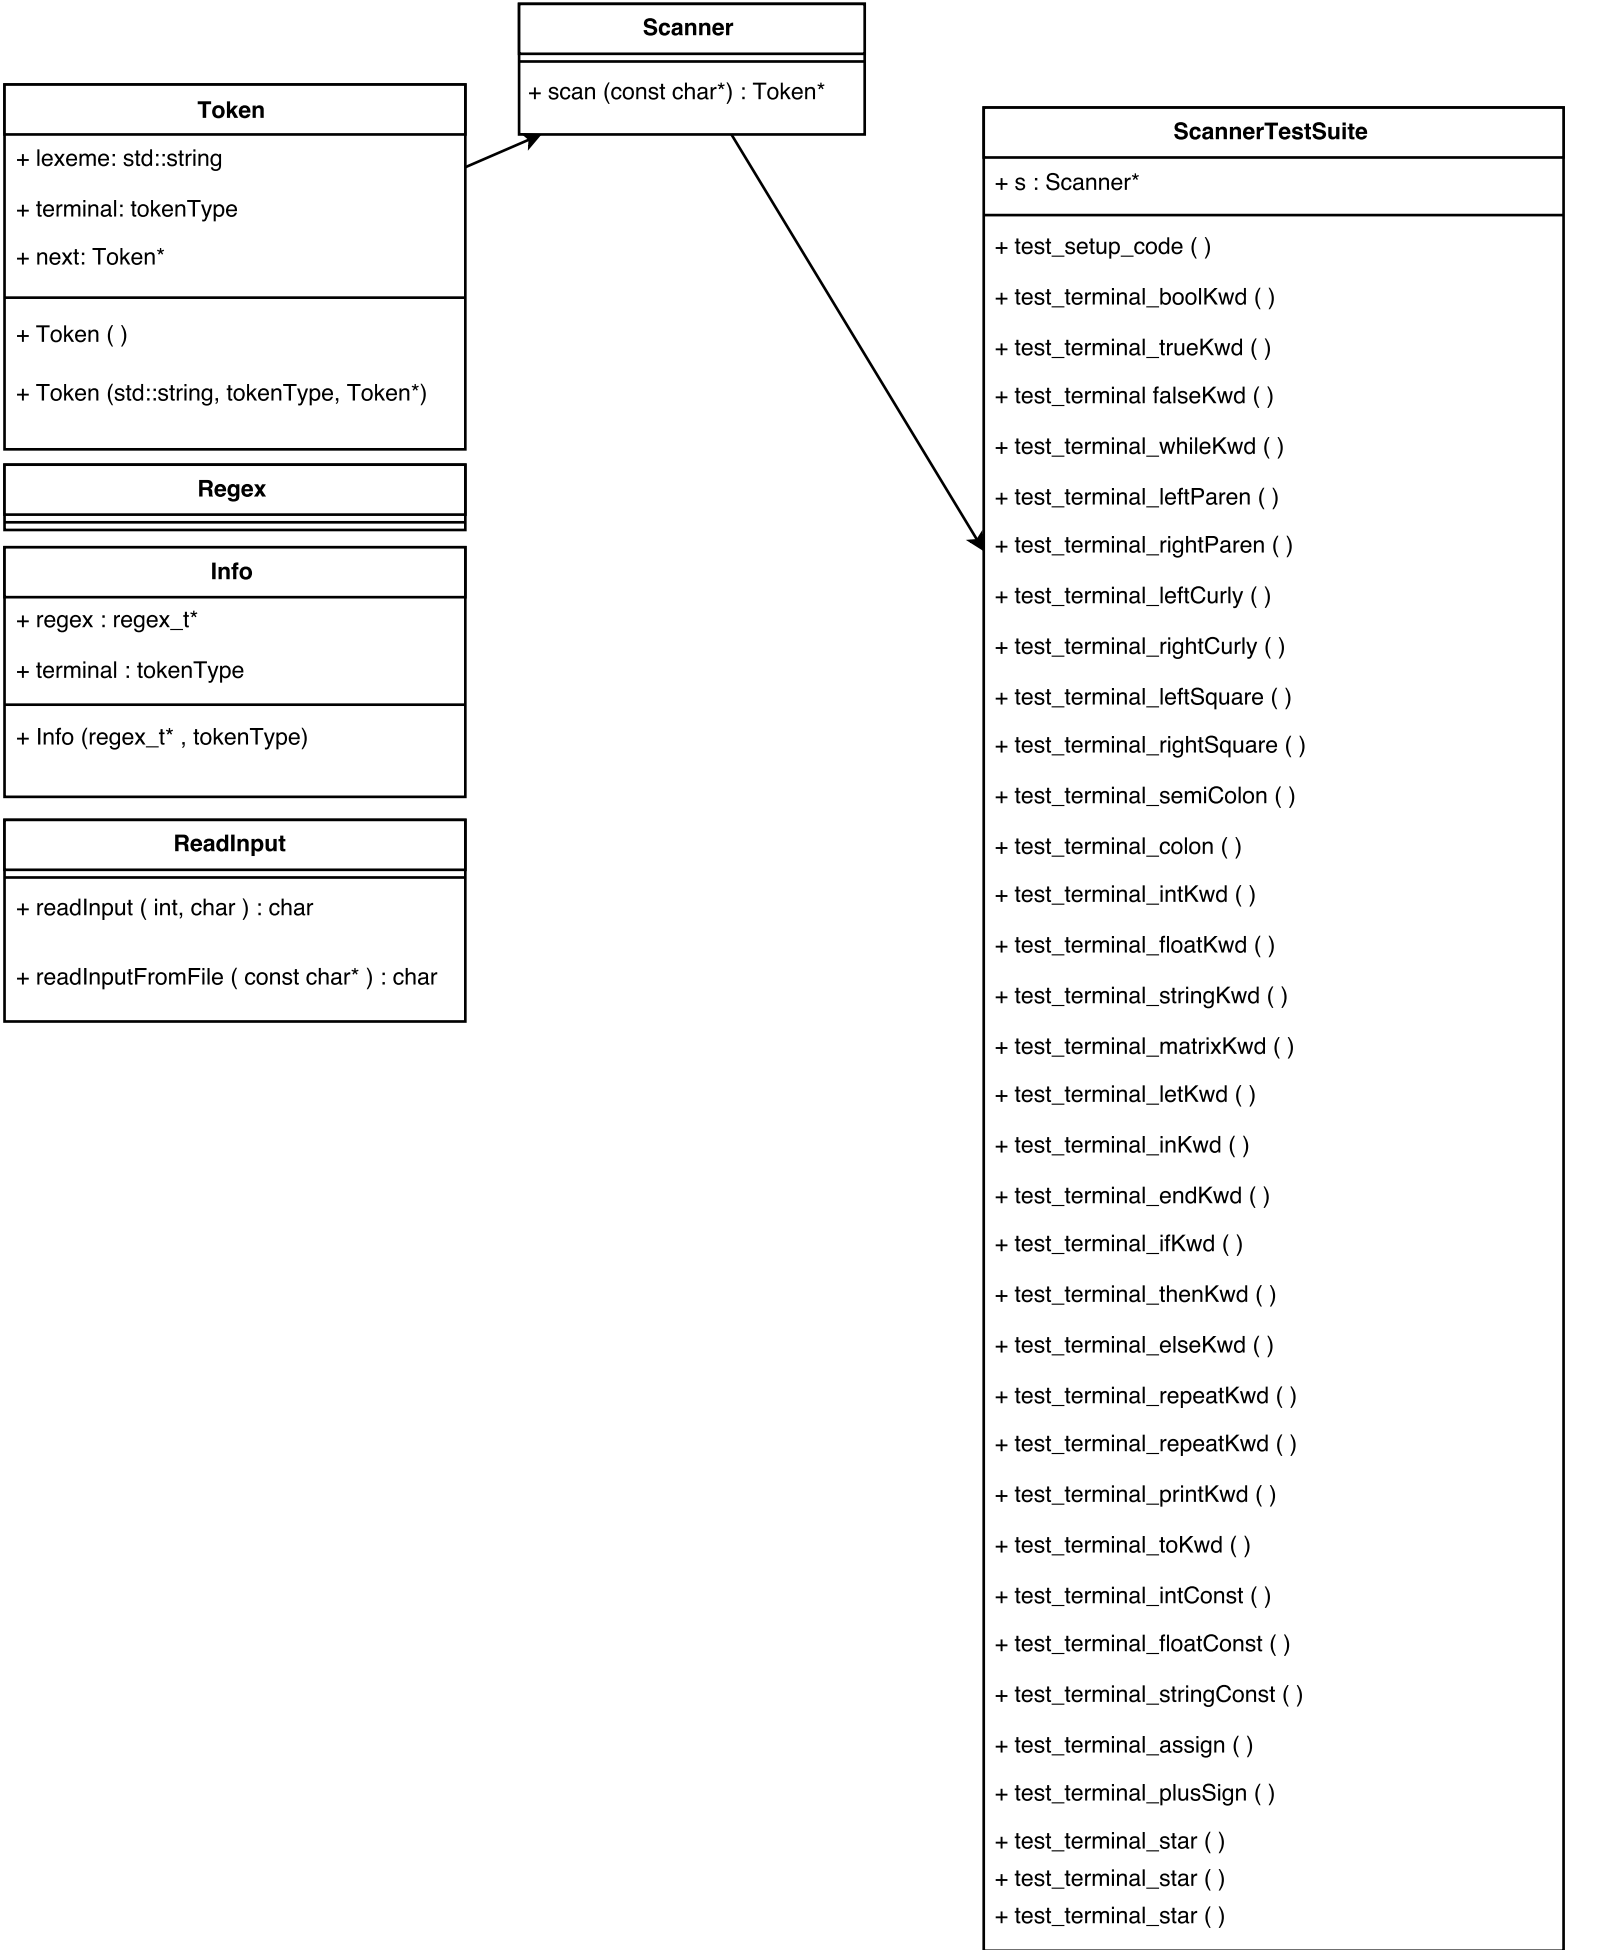 Scanner
+ scan (const char*) : Token*
Token
+ lexeme: std::string
+ terminal: tokenType
+ next: Token*
+ Token ( )
+ Token (std::string, tokenType, Token*)
Regex
Info
+ regex : regex_t*
+ terminal : tokenType
+ Info (regex_t* , tokenType)
ReadInput
+ readInput ( int, char ) : char
+ readInputFromFile ( const char* ) : char
ScannerTestSuite
+ s : Scanner*
+ test_setup_code ( )
+ test_terminal_boolKwd ( )
+ test_terminal_trueKwd ( )
+ test_terminal falseKwd ( )
+ test_terminal_whileKwd ( )
+ test_terminal_leftParen ( )
+ test_terminal_rightParen ( )
+ test_terminal_leftCurly ( )
+ test_terminal_rightCurly ( )
+ test_terminal_leftSquare ( )
+ test_terminal_rightSquare ( )
+ test_terminal_semiColon ( )
+ test_terminal_colon ( )
+ test_terminal_intKwd ( )
+ test_terminal_floatKwd ( )
+ test_terminal_stringKwd ( )
+ test_terminal_matrixKwd ( )
+ test_terminal_letKwd ( )
+ test_terminal_inKwd ( )
+ test_terminal_endKwd ( )
+ test_terminal_ifKwd ( )
+ test_terminal_thenKwd ( )
+ test_terminal_elseKwd ( )
+ test_terminal_repeatKwd ( )
+ test_terminal_repeatKwd ( )
+ test_terminal_printKwd ( )
+ test_terminal_toKwd ( )
+ test_terminal_intConst ( )
+ test_terminal_floatConst ( )
+ test_terminal_stringConst ( )
+ test_terminal_assign ( )
+ test_terminal_plusSign ( )
+ test_terminal_star ( )
+ test_terminal_star ( )
+ test_terminal_star ( )